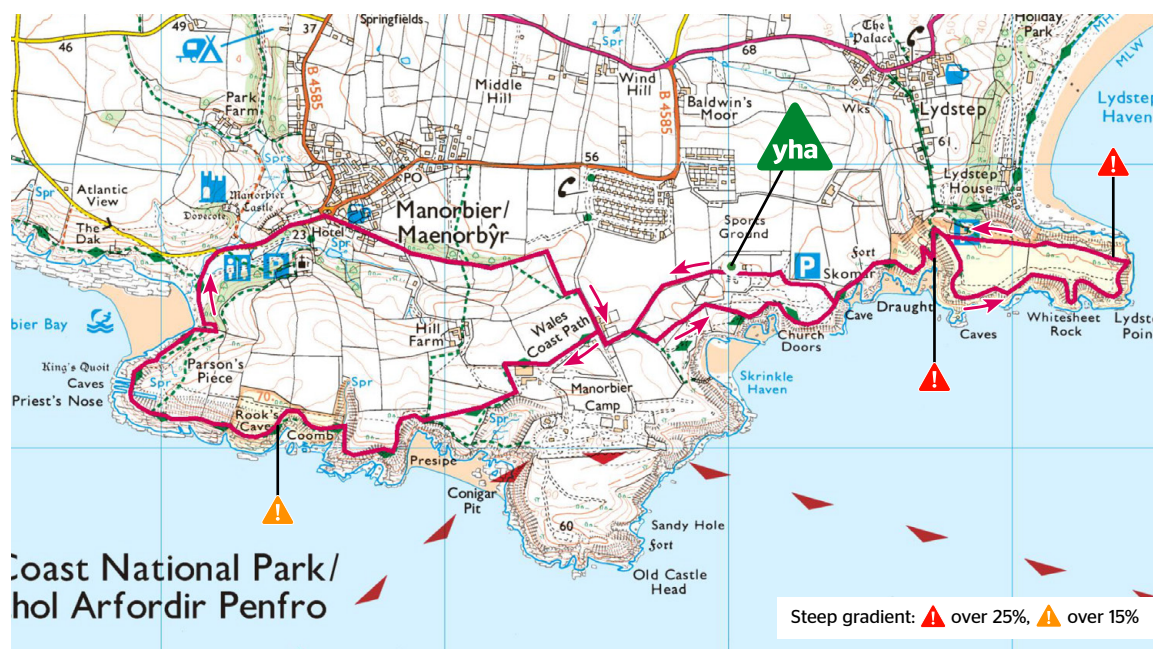 46
49
37
Springfields
B 4585
Park
Farm
Sprs
Spr
Atlantic
View
The
Dak
Manorbier
Castle
Dovecote
23
Hotel
Spr
PO
Manorbier/
Maenorbŷr
Middle
Hill
Spr
Wind
Hill
B 4585
68
56
Baldwin's
Moor
The
Palace
Wks
Lydstep
61
Lydstep
House
Holiday
Park
MLW
Lydstep
Haven
yha
Sports
Ground
P
P
Fort
Skomar
Cave
Draught
Church
Doors
Caves
Whitesheet
Rock
Skrinkle
Haven
Wales
Coast Path
Hill
Farm
Manorbier
Camp
bier Bay
King's Quoit
Caves
Priest's Nose
Spr
Parson's
Piece
70
Rook's
Cave
Coomb
Spr
Spr
Presipe
Conigar
Pit
60
Sandy Hole
Fort
Old Castle
Head
Coast National Park/
hol Arfordir Penfro
Steep gradient: ! over 25%, ! over 15%